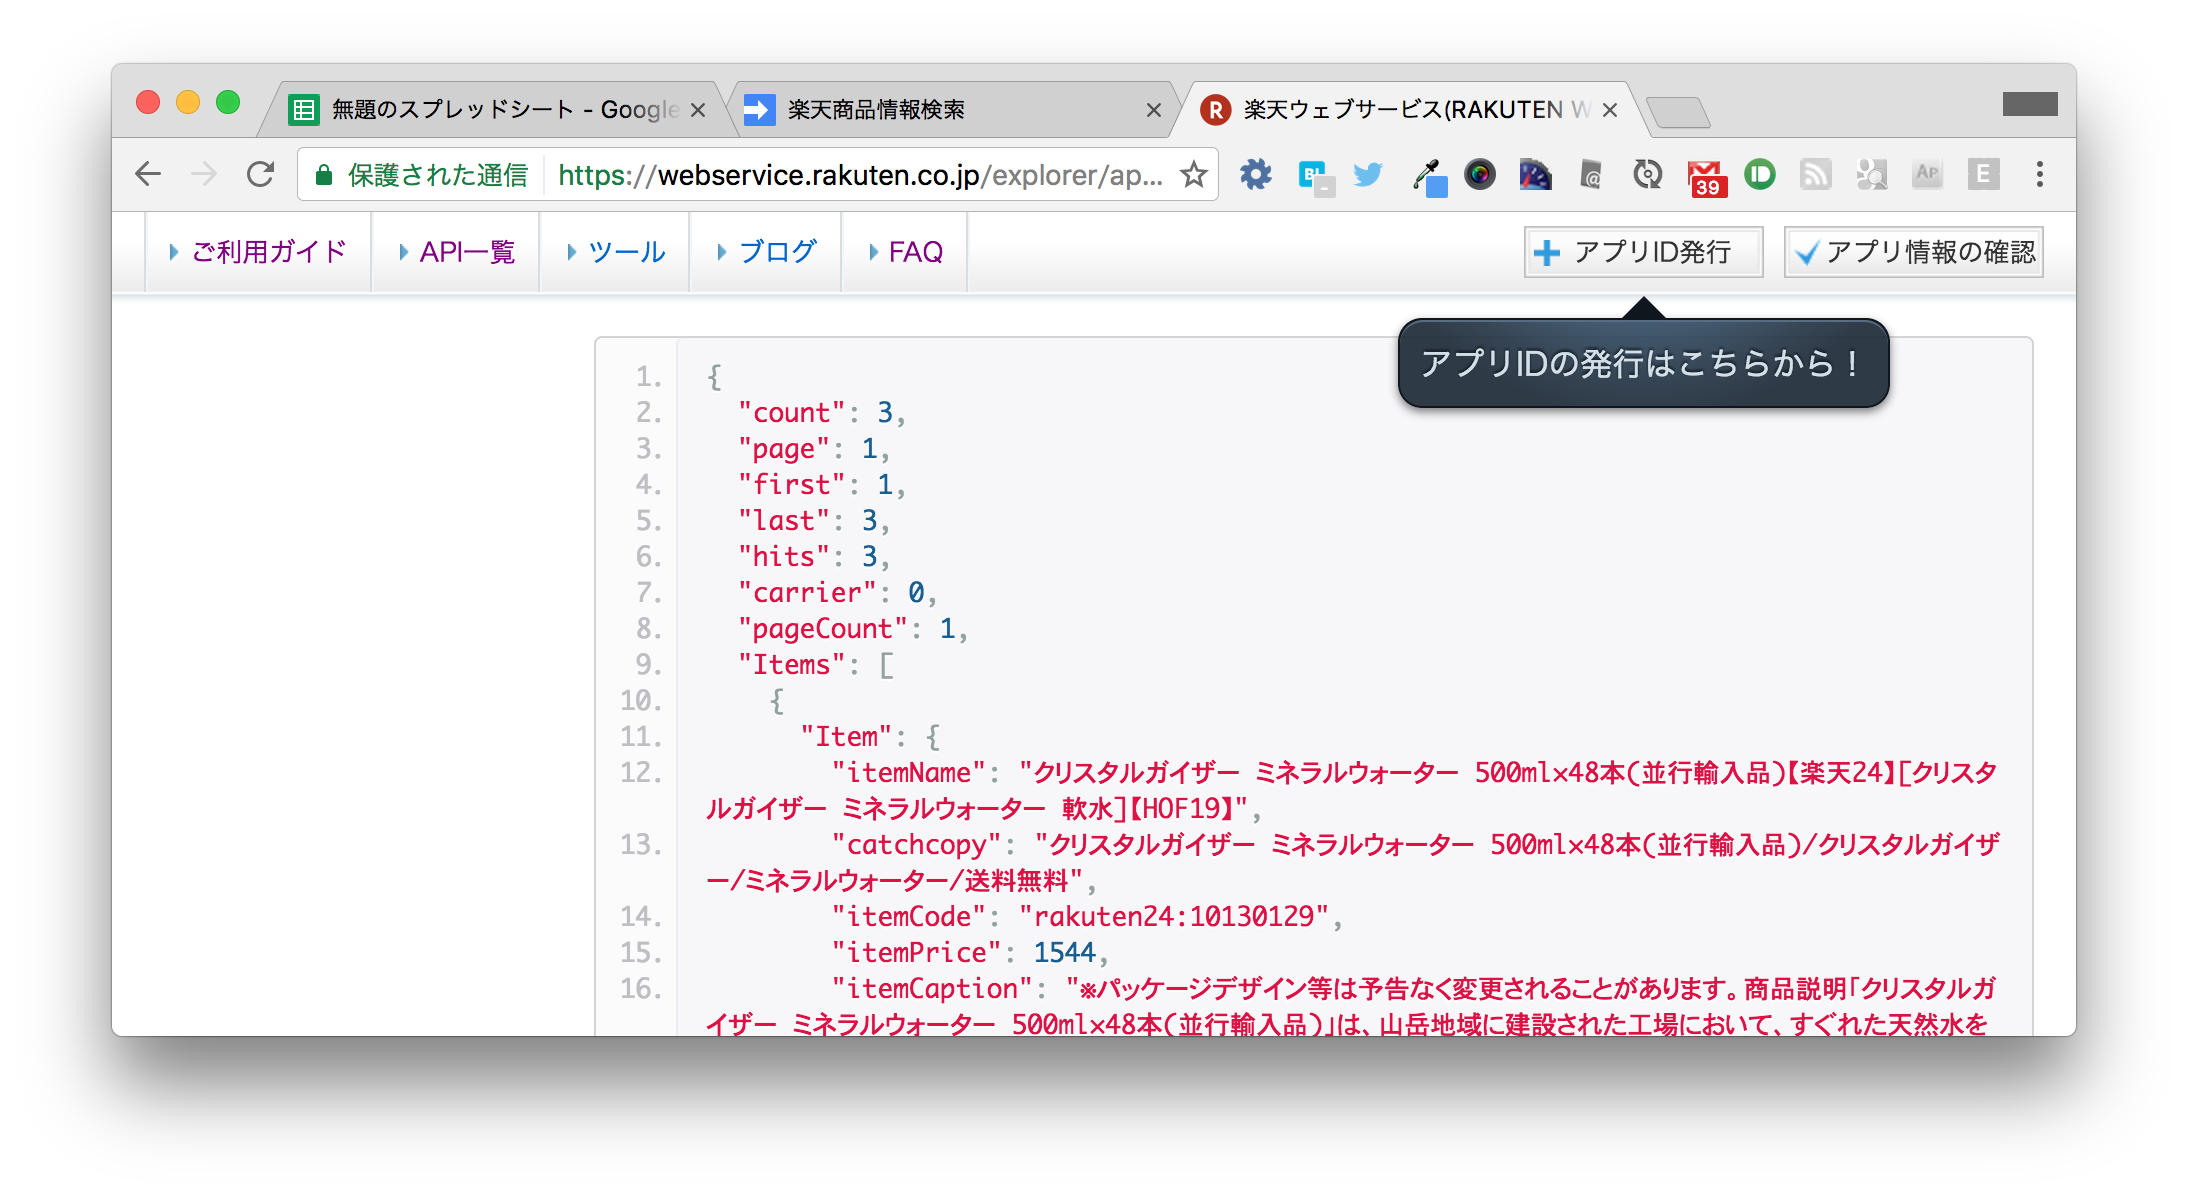 無題のスプレッドシート - Google
楽天商品情報検索
楽天ウェブサービス(RAKUTEN W
保護された通信
https://webservice.rakuten.co.jp/explorer/ap...
B!
@
39
AP
E
ご利用ガイド
API一覧
ツール
ブログ
FAQ
アプリID発行
アプリ情報の確認
アプリIDの発行はこちらから！
1. {
2. "count": 3,
3. "page": 1,
4. "first": 1,
5. "last": 3,
6. "hits": 3,
7. "carrier": 0,
8. "pageCount": 1,
9. "Items": [
10. {
11. "Item": {
12. "itemName": "クリスタルガイザー ミネラルウォーター 500ml×48本(並行輸入品)【楽天24】[クリスタ
ルガイザー ミネラルウォーター 軟水]【HOF19】",
13. "catchcopy": "クリスタルガイザー ミネラルウォーター 500ml×48本(並行輸入品)/クリスタルガイザ
ー/ミネラルウォーター/送料無料",
14. "itemCode": "rakuten24:10130129",
15. "itemPrice": 1544,
16. "itemCaption": "※パッケージデザイン等は予告なく変更されることがあります。商品説明「クリスタルガ
イザー ミネラルウォーター 500ml×48本(並行輸入品)」は、山岳地域に建設された工場において、すぐれた天然水を